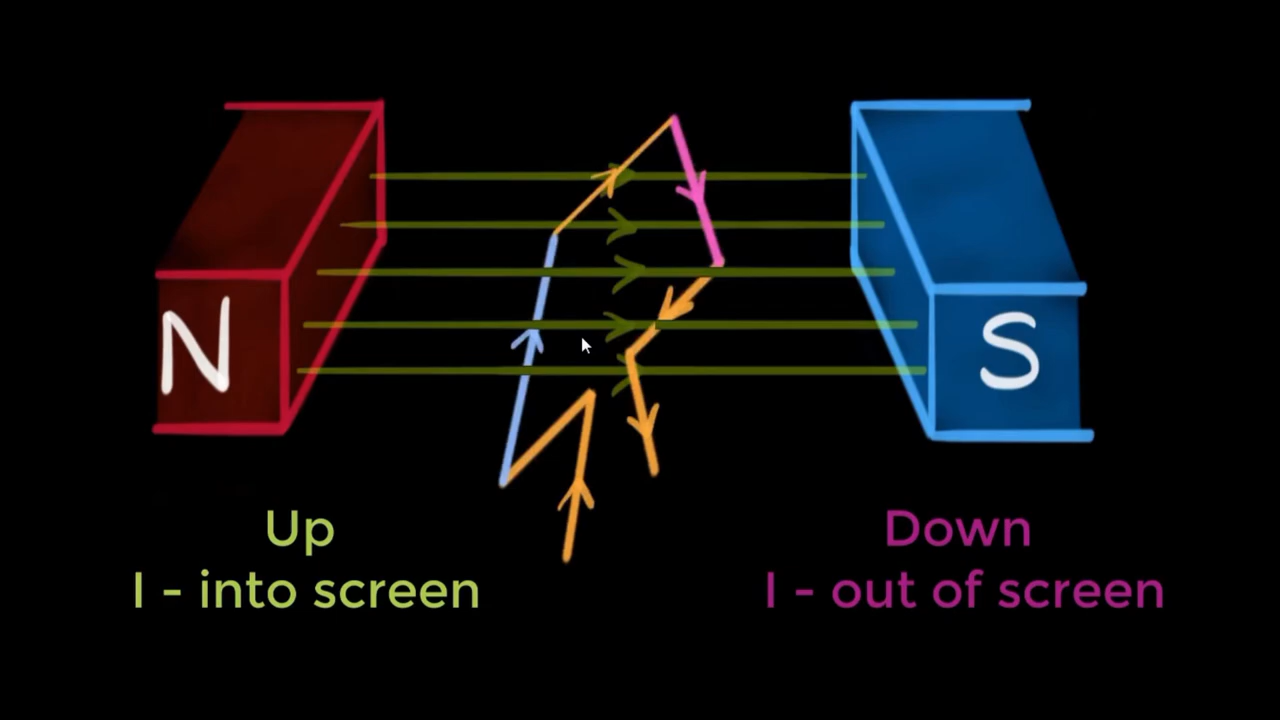 N
S
Up
I - into screen
Down
I - out of screen